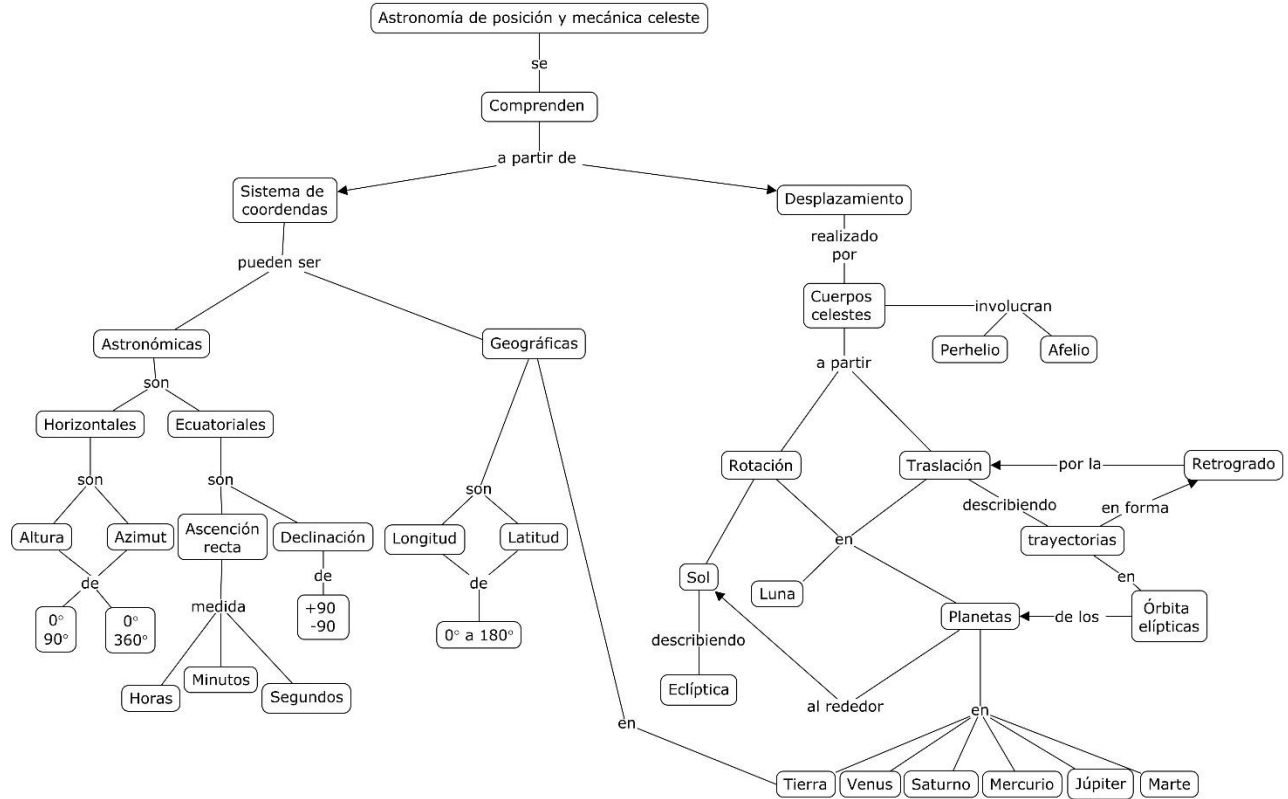 Astronomía de posición y mecánica celeste
se
Comprenden
a partir de
Sistema de
coordendas
Desplazamiento
pueden ser
realizado
por
Cuerpos
celestes
involucran
Perhelio
Afelio
Astronómicas
Geográficas
a partir
son
Horizontales
Ecuatoriales
Rotación
Traslación
por la
Retrogrado
son
son
son
describiendo
en forma
Altura
Azimut
Ascención
recta
Declinación
Longitud
Latitud
en
trayectorias
de
de
de
Sol
Luna
en
0°
90°
0°
360°
medida
+90
-90
0° a 180°
Planetas
de los
Órbita
elípticas
describiendo
Horas
Minutos
Segundos
Eclíptica
al rededor
en
en
Tierra
Venus
Saturno
Mercurio
Júpiter
Marte